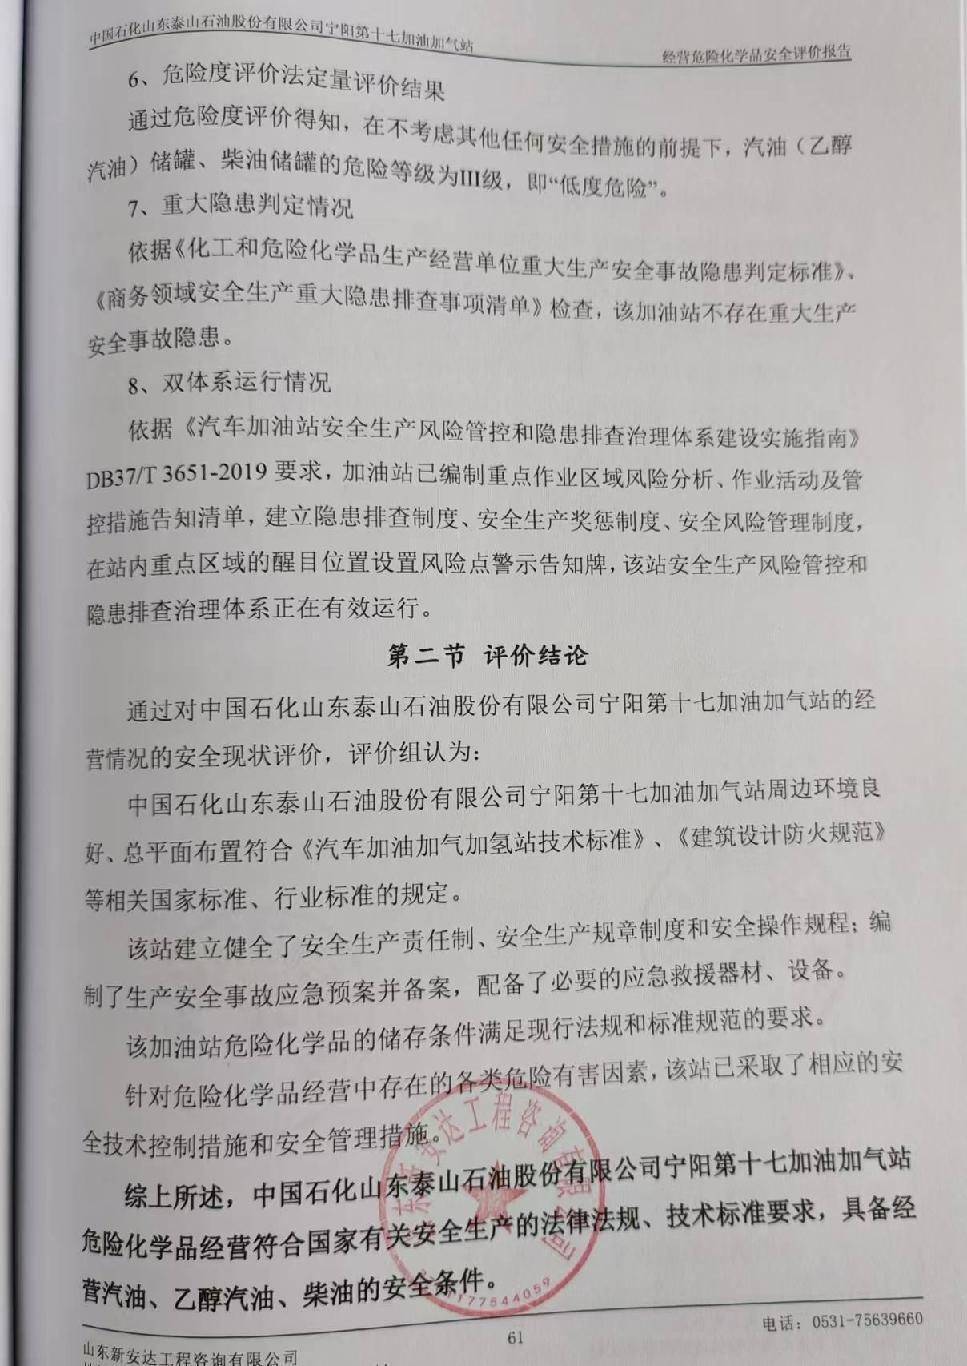 中国石化山东泰山石油股份有限公司宁阳第十七加油加气站
经营危险化学品安全评价报告
6、危险度评价法定量评价结果
通过危险度评价得知，在不考虑其他任何安全措施的前提下，汽油（乙醇
汽油）储罐、柴油储罐的危险等级为III级，即“低度危险”。
7、重大隐患判定情况
依据《化工和危险化学品生产经营单位重大生产安全事故隐患判定标准》、
《商务领域安全生产重大隐患排查事项清单》检查，该加油站不存在重大生产
安全事故隐患。
8、双体系运行情况
依据《汽车加油站安全生产风险管控和隐患排查治理体系建设实施指南》
DB37/T 3651-2019 要求，加油站已编制重点作业区域风险分析、作业活动及管
控措施告知清单，建立隐患排查制度、安全生产奖惩制度、安全风险管理制度，
在站内重点区域的醒目位置设置风险点警示告知牌，该站安全生产风险管控和
隐患排查治理体系正在有效运行。
第二节 评价结论
通过对中国石化山东泰山石油股份有限公司宁阳第十七加油加气站的经
营情况的安全现状评价，评价组认为：
中国石化山东泰山石油股份有限公司宁阳第十七加油加气站周边环境良
好、总平面布置符合《汽车加油加气加氢站技术标准》、《建筑设计防火规范》
等相关国家标准、行业标准的规定。
该站建立健全了安全生产责任制、安全生产规章制度和安全操作规程；编
制了生产安全事故应急预案并备案，配备了必要的应急救援器材、设备。
该加油站危险化学品的储存条件满足现行法规和标准规范的要求。
针对危险化学品经营中存在的各类危险有害因素，该站已采取了相应的安
全技术控制措施和安全管理措施。
综上所述，中国石化山东泰山石油股份有限公司宁阳第十七加油加气站
危险化学品经营符合国家有关安全生产的法律法规、技术标准要求，具备经
营汽油、乙醇汽油、柴油的安全条件。
61
电话：0531-75639660
山东新安达工程咨询有限公司